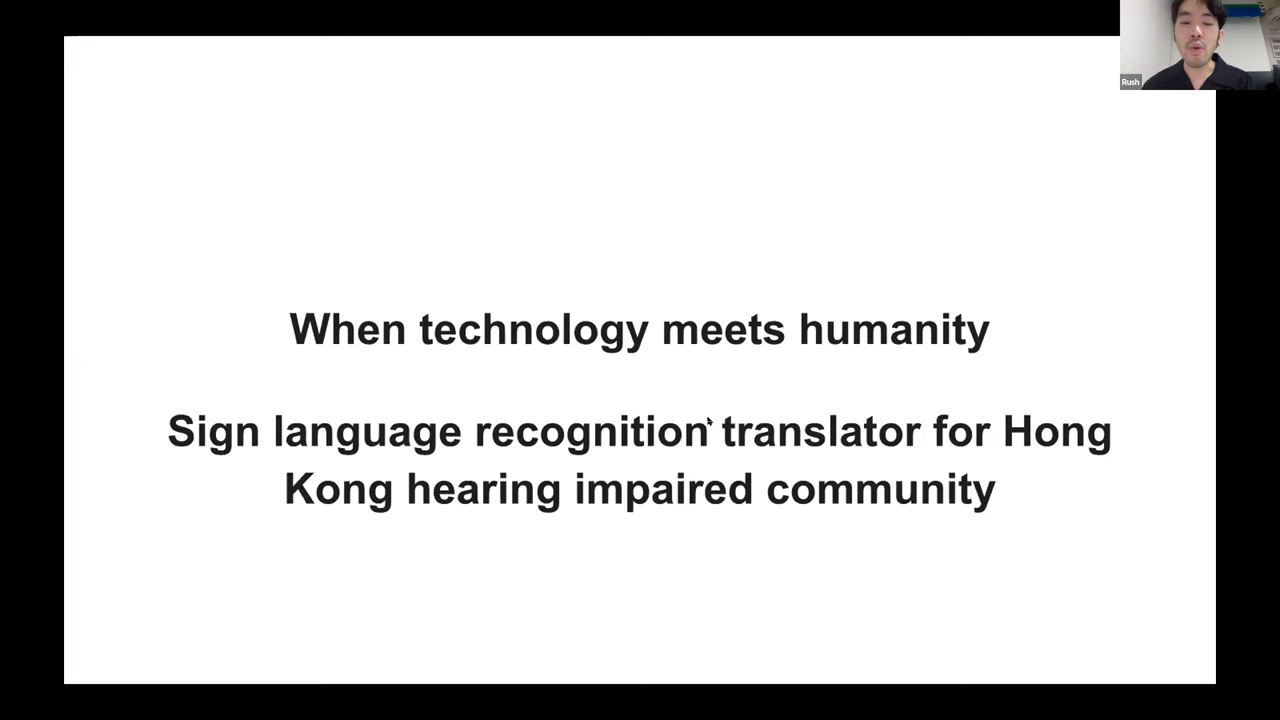 Rush
When technology meets humanity
Sign language recognition translator for Hong
Kong hearing impaired community